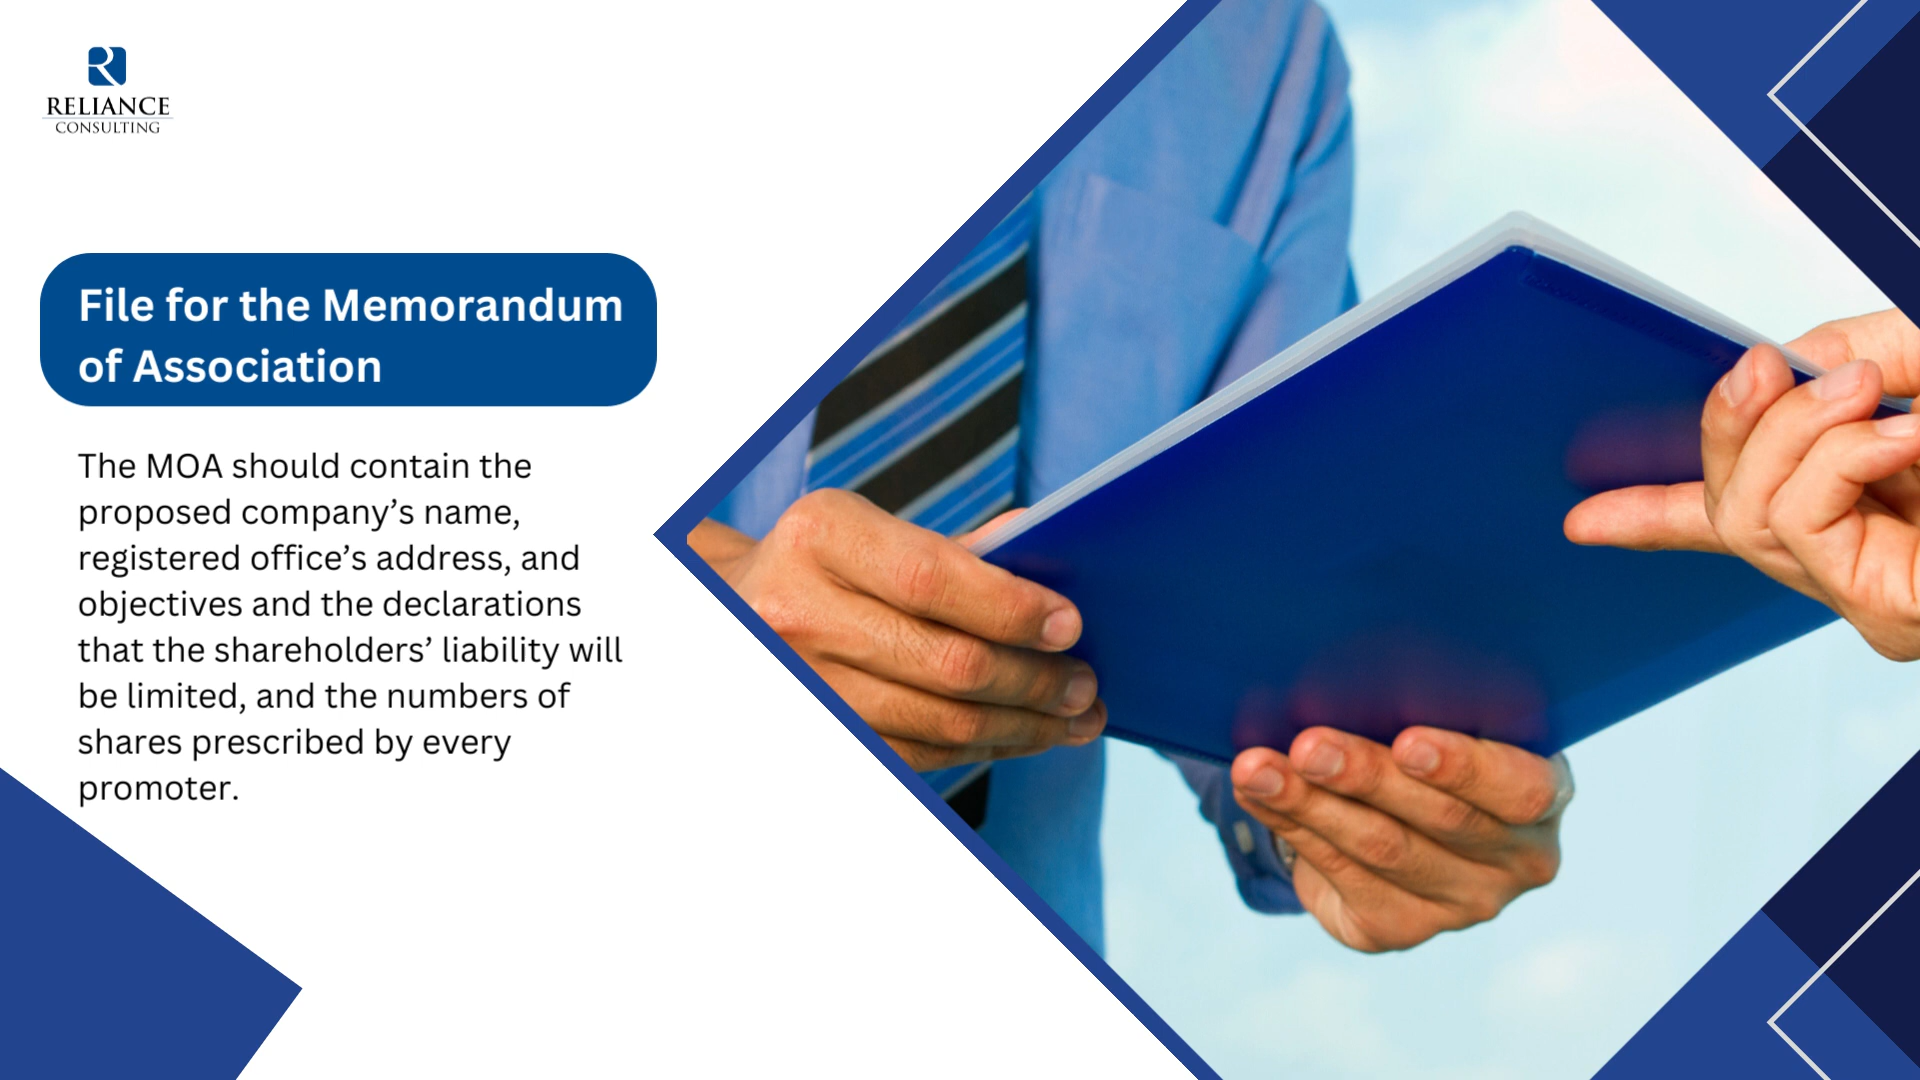 RELIANCE
CONSULTING
File for the Memorandum
of Association
The MOA should contain the
proposed company’s name,
registered office’s address, and
objectives and the declarations
that the shareholders’ liability will
be limited, and the numbers of
shares prescribed by every
promoter.